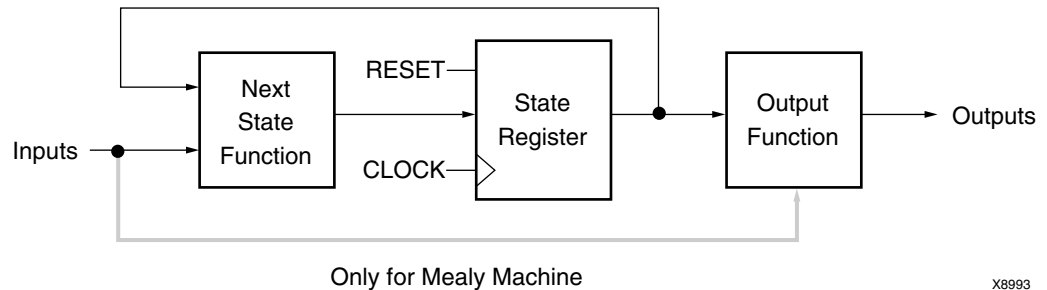 RESET
Next
State
Function
State
Register
Output
Function
Outputs
Inputs
CLOCK
Only for Mealy Machine
X8993